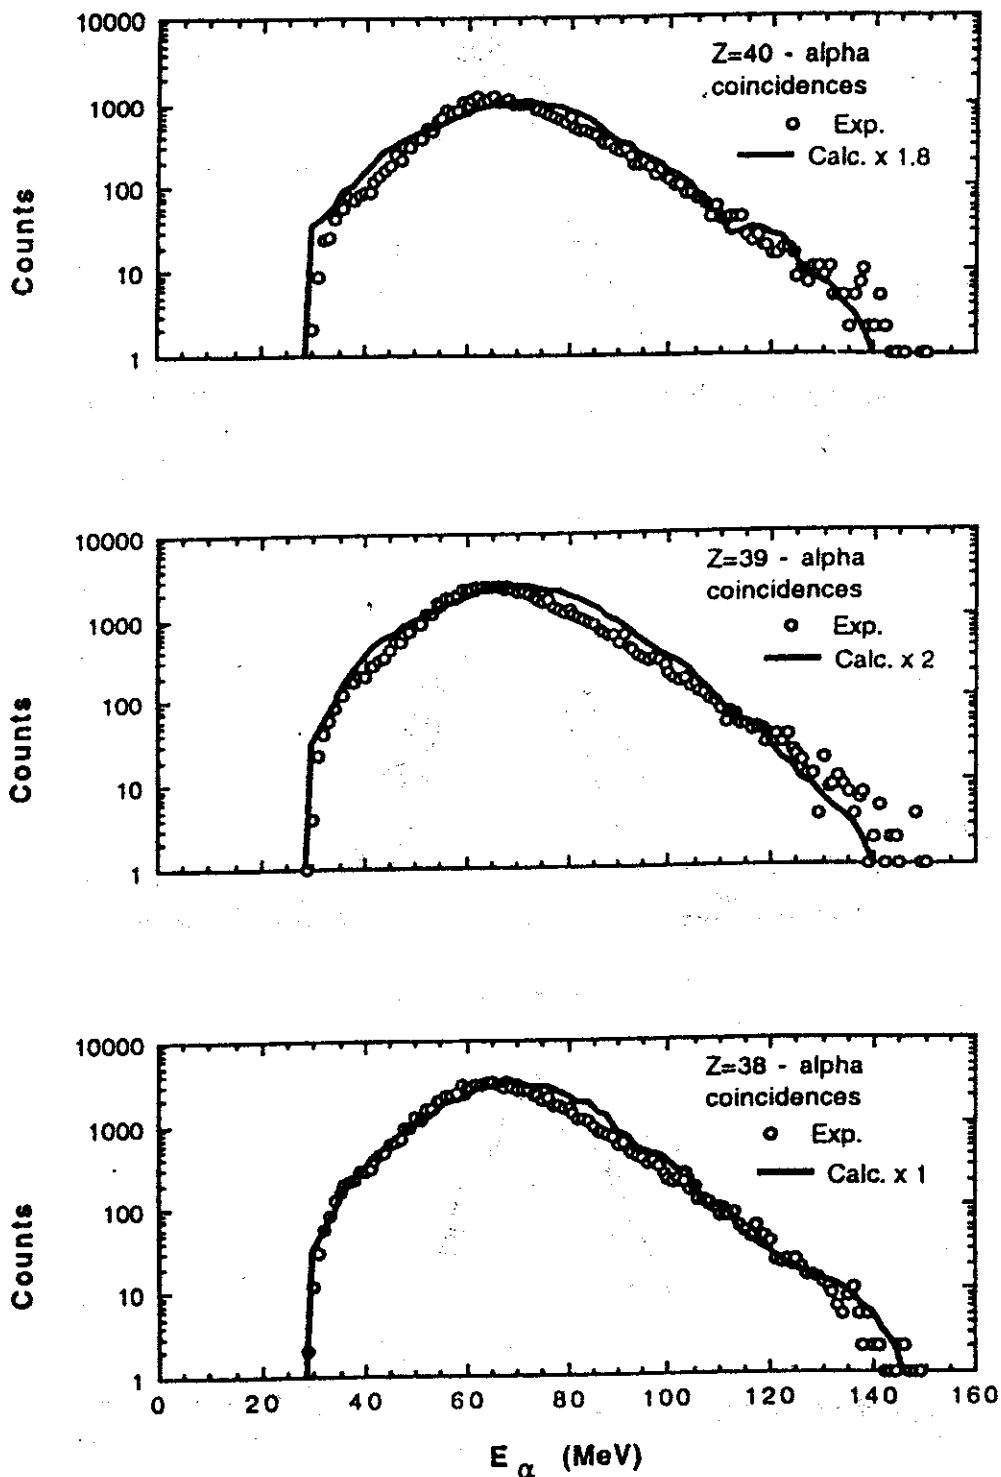 10000
1000
100
10
1
Counts
Z=40 - alpha
coincidences
Exp.
Calc. x 1.8
10000
1000
100
10
1
Counts
Z=39 - alpha
coincidences
Exp.
Calc. x 2
10000
1000
100
10
1
Counts
Z=38 - alpha
coincidences
Exp.
Calc. x 1
0 20 40 60 80 100 120 140 160
E α (MeV)